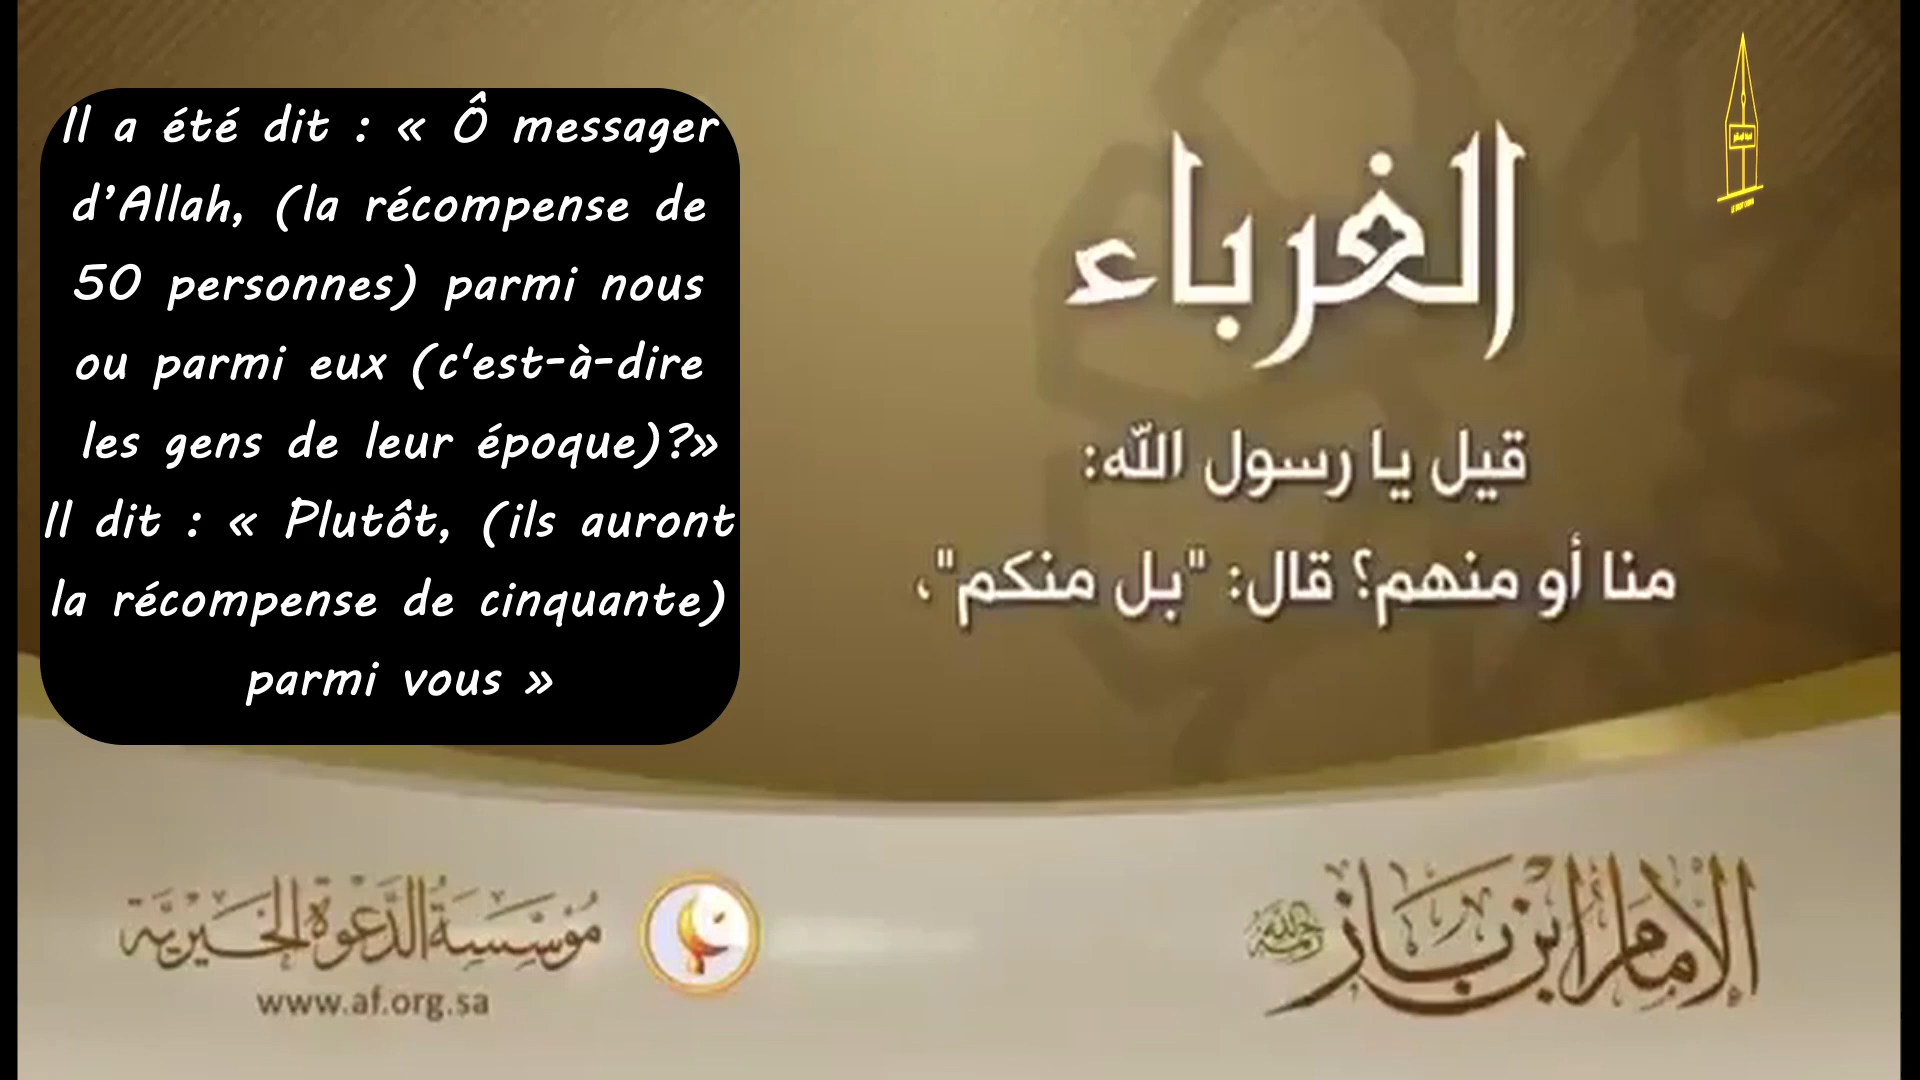 Il a été dit : « Ô messager
d’Allah, (la récompense de
50 personnes) parmi nous
ou parmi eux (c'est-à-dire
les gens de leur époque)?»
Il dit : « Plutôt, (ils auront
la récompense de cinquante)
parmi vous »
الغرباء
قيل يا رسول الله:
منا أو منهم؟ قال: "بل منكم"،
مؤسسة الدعوة الخيرية
www.af.org.sa
الإمام ابن باز
رحمه الله